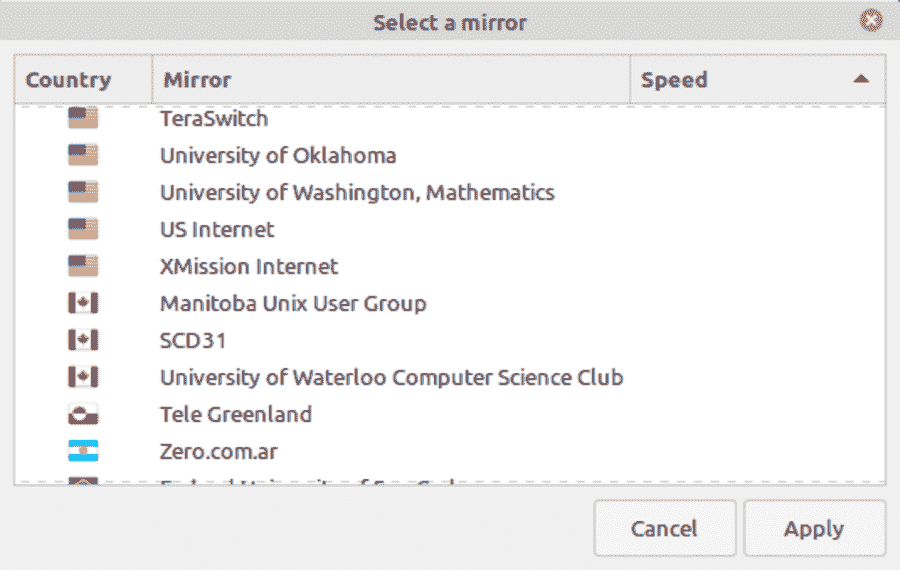 Select a mirror
Country Mirror Speed
TeraSwitch
University of Oklahoma
University of Washington, Mathematics
US Internet
XMission Internet
Manitoba Unix User Group
SCD31
University of Waterloo Computer Science Club
Tele Greenland
Zero.com.ar
Cancel Apply